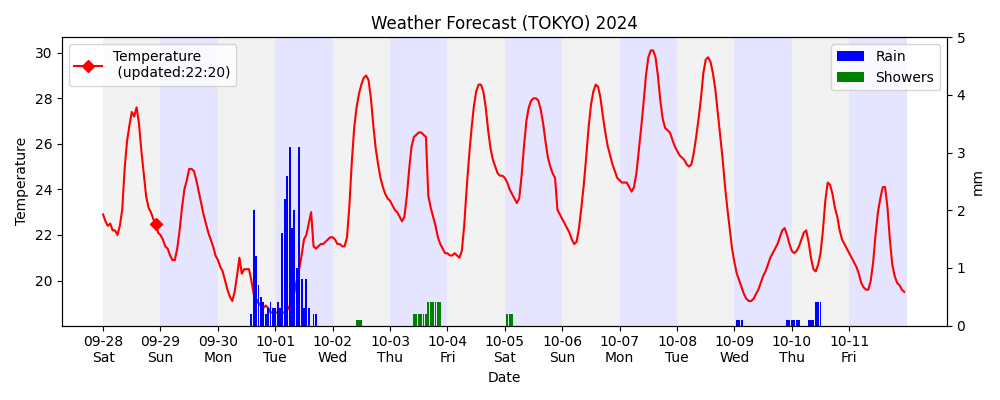 Weather Forecast (TOKYO) 2024
Temperature
(updated:22:20)
Rain
Showers
Temperature
30
28
26
24
22
20
5
4
3
2
1
0
mm
09-28 09-29 09-30 10-01 10-02 10-03 10-04 10-05 10-06 10-07 10-08 10-09 10-10 10-11
Sat Sun Mon Tue Wed Thu Fri Sat Sun Mon Tue Wed Thu Fri
Date